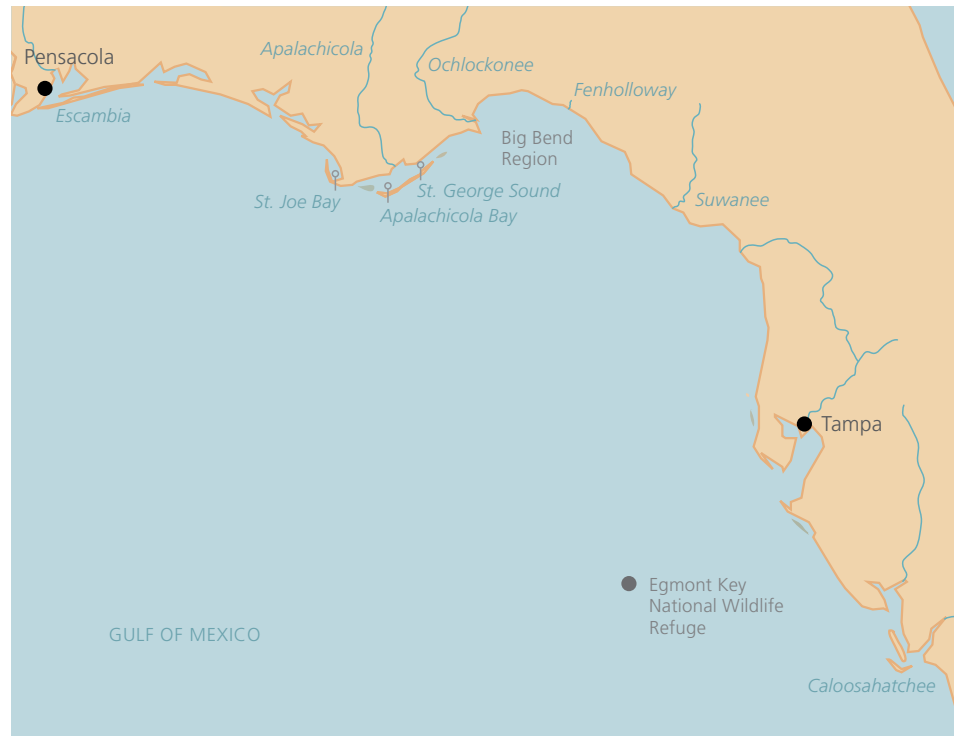 Pensacola
Escambia
Apalachicola
Ochlockonee
Fenholloway
Big Bend
Region
St. Joe Bay
St. George Sound
Apalachicola Bay
Suwanee
Tampa
Egmont Key
National Wildlife
Refuge
GULF OF MEXICO
Caloosahatchee